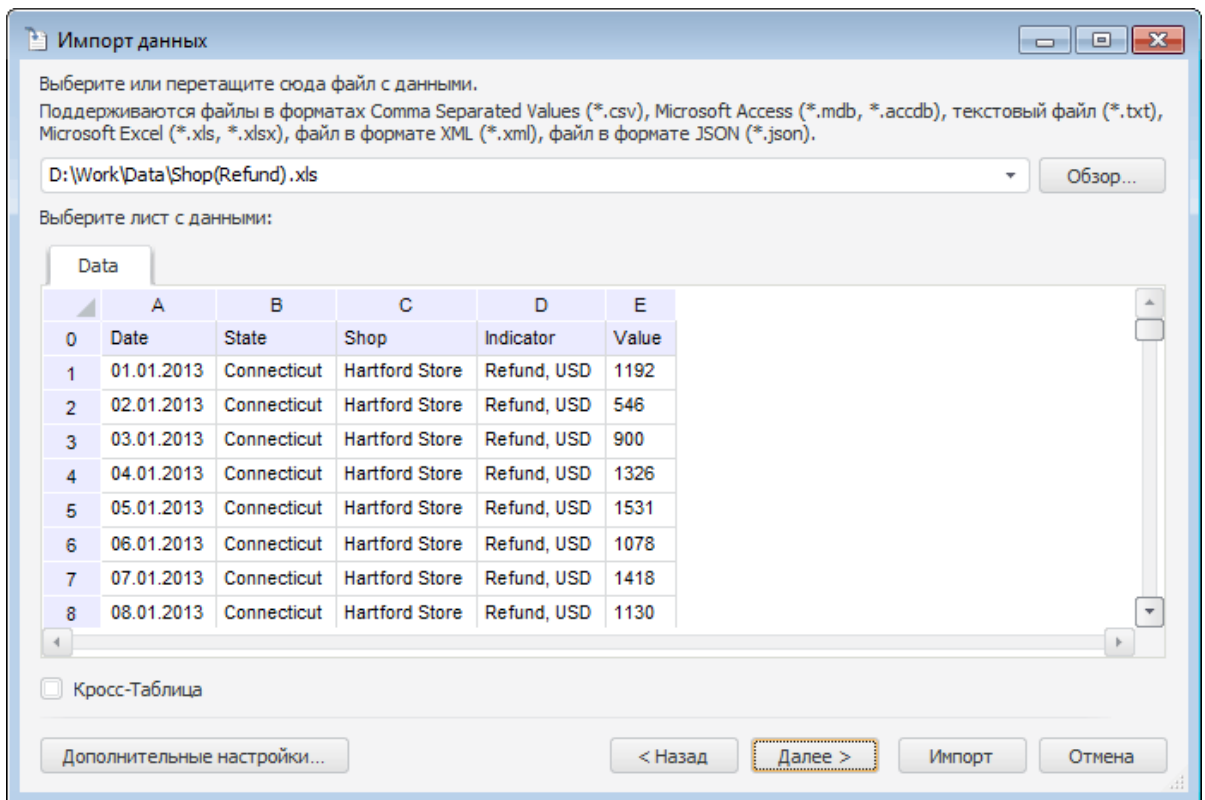 Импорт данных
Выберите или перетащите сюда файл с данными.
Поддерживаются файлы в форматах Comma Separated Values (*.csv), Microsoft Access (*.mdb, *.accdb), текстовый файл (*.txt),
Microsoft Excel (*.xls, *.xlsx), файл в формате XML (*.xml), файл в формате JSON (*.json).
D:\Work\Data\Shop(Refund).xls Обзор...
Выберите лист с данными:
Data
A B C D E
0 Date State Shop Indicator Value
1 01.01.2013 Connecticut Hartford Store Refund, USD 1192
2 02.01.2013 Connecticut Hartford Store Refund, USD 546
3 03.01.2013 Connecticut Hartford Store Refund, USD 900
4 04.01.2013 Connecticut Hartford Store Refund, USD 1326
5 05.01.2013 Connecticut Hartford Store Refund, USD 1531
6 06.01.2013 Connecticut Hartford Store Refund, USD 1078
7 07.01.2013 Connecticut Hartford Store Refund, USD 1418
8 08.01.2013 Connecticut Hartford Store Refund, USD 1130
Кросс-Таблица
Дополнительные настройки... < Назад Далее > Импорт Отмена